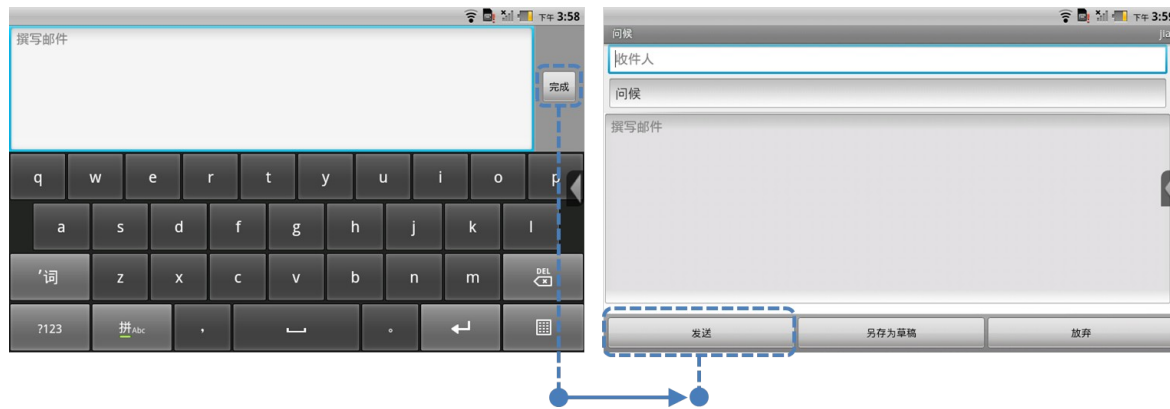 下午 3:58
撰写邮件
完成
q w e r t y u i o p
a s d f g h j k l
'词 z x c v b n m DEL
?123 拼Abc , 。
下午 3:59
问候 jia
收件人
问候
撰写邮件
发送 另存为草稿 放弃